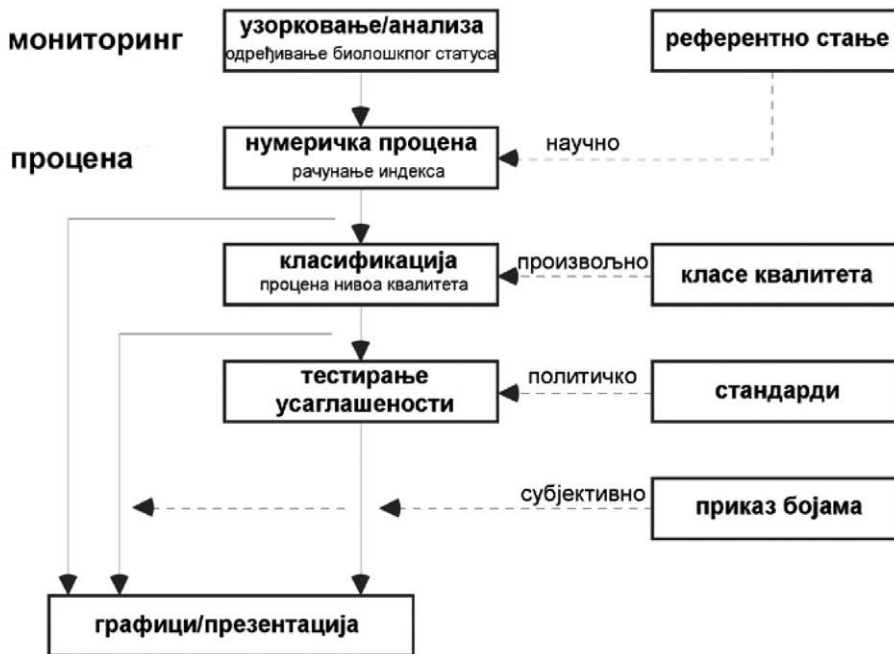 мониторинг
узорковање/анализа
одређивање биолошкпог статуса
референтно стање
процена
нумеричка процена
рачунање индекса
научно
класификација
процена нивоа квалитета
произвољно
класе квалитета
тестирање
усаглашености
политичко
стандарди
субјективно
приказ бојама
графици/презентација